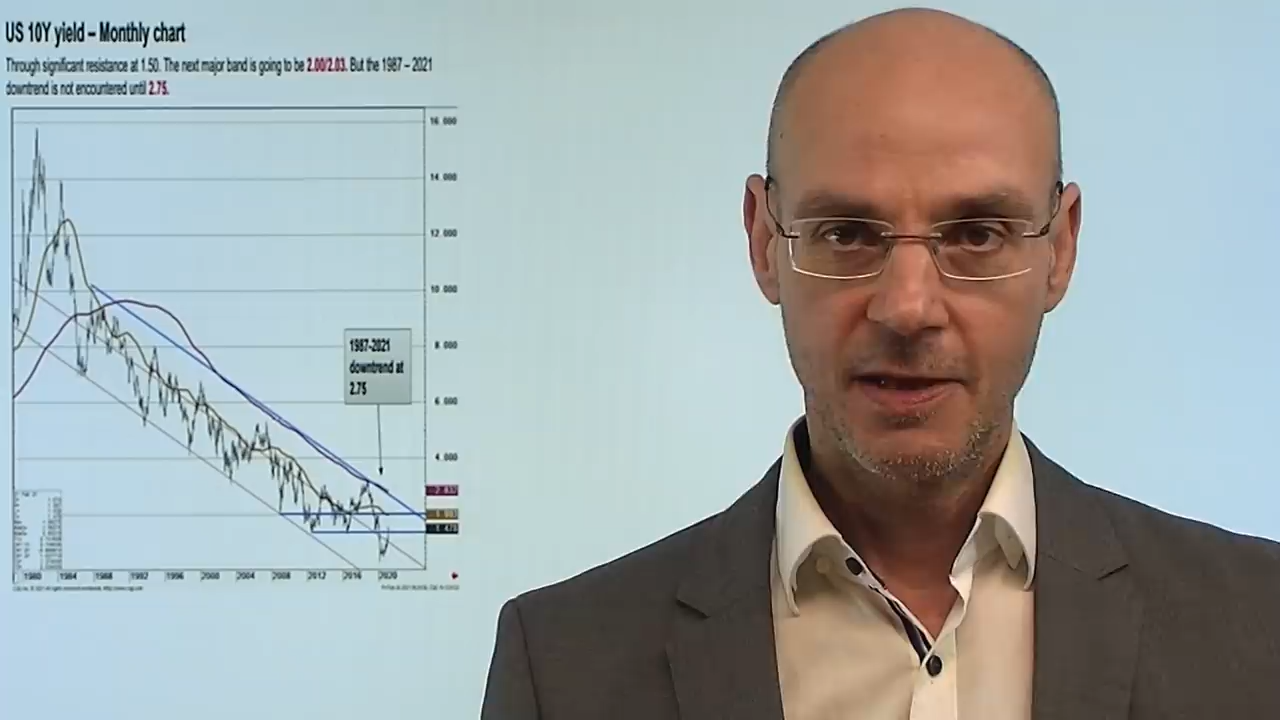 US 10Y yield – Monthly chart
Through significant resistance at 1.50. The next major band is going to be 2.00/2.03. But the 1987 – 2021
downtrend is not encountered until 2.75.
16.000
14.000
12.000
10.000
8.000
1987-2021
downtrend at
2.75
6.000
4.000
1980 1984 1988 1992 1996 2000 2004 2008 2012 2016 2020